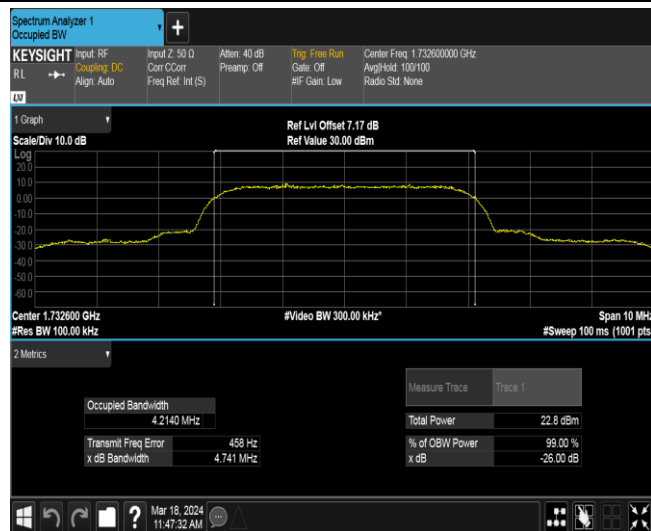 Spectrum Analyzer 1
Occupied BW
+
KEYSIGHT
RL
LXI
Input: RF
Coupling: DC
Align: Auto
Input Z: 50 Ω
Corr CCorr
Freq Ref: Int (S)
Atten: 40 dB
Preamp: Off
Trig: Free Run
Gate: Off
#IF Gain: Low
Center Freq: 1.732600000 GHz
Avg|Hold: 100/100
Radio Std: None
1 Graph
Scale/Div 10.0 dB
Ref Lvl Offset 7.17 dB
Ref Value 30.00 dBm
Log
20.0
10.0
0.00
-10.0
-20.0
-30.0
-40.0
-50.0
-60.0
Center 1.732600 GHz
#Video BW 300.00 kHz*
Span 10 MHz
#Res BW 100.00 kHz
#Sweep 100 ms (1001 pts
2 Metrics
Measure Trace
Trace 1
Occupied Bandwidth
4.2140 MHz
Total Power
22.8 dBm
Transmit Freq Error
458 Hz
% of OBW Power
99.00 %
x dB Bandwidth
4.741 MHz
x dB
-26.00 dB
?
Mar 18, 2024
11:47:32 AM